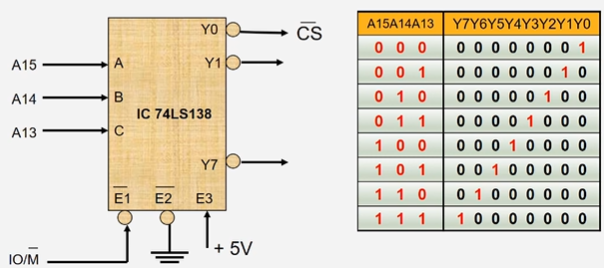 Y0
C̅S̅
A15
A
Y1
A14
B
IC 74LS138
A13
C
Y7
E̅1̅
E̅2̅
E3
+ 5V
IO/M̅
A15A14A13 Y7Y6Y5Y4Y3Y2Y1Y0
0 0 0 0 0 0 0 0 0 0 1
0 0 1 0 0 0 0 0 0 1 0
0 1 0 0 0 0 0 0 1 0 0
0 1 1 0 0 0 0 1 0 0 0
1 0 0 0 0 0 1 0 0 0 0
1 0 1 0 0 1 0 0 0 0 0
1 1 0 0 1 0 0 0 0 0 0
1 1 1 1 0 0 0 0 0 0 0